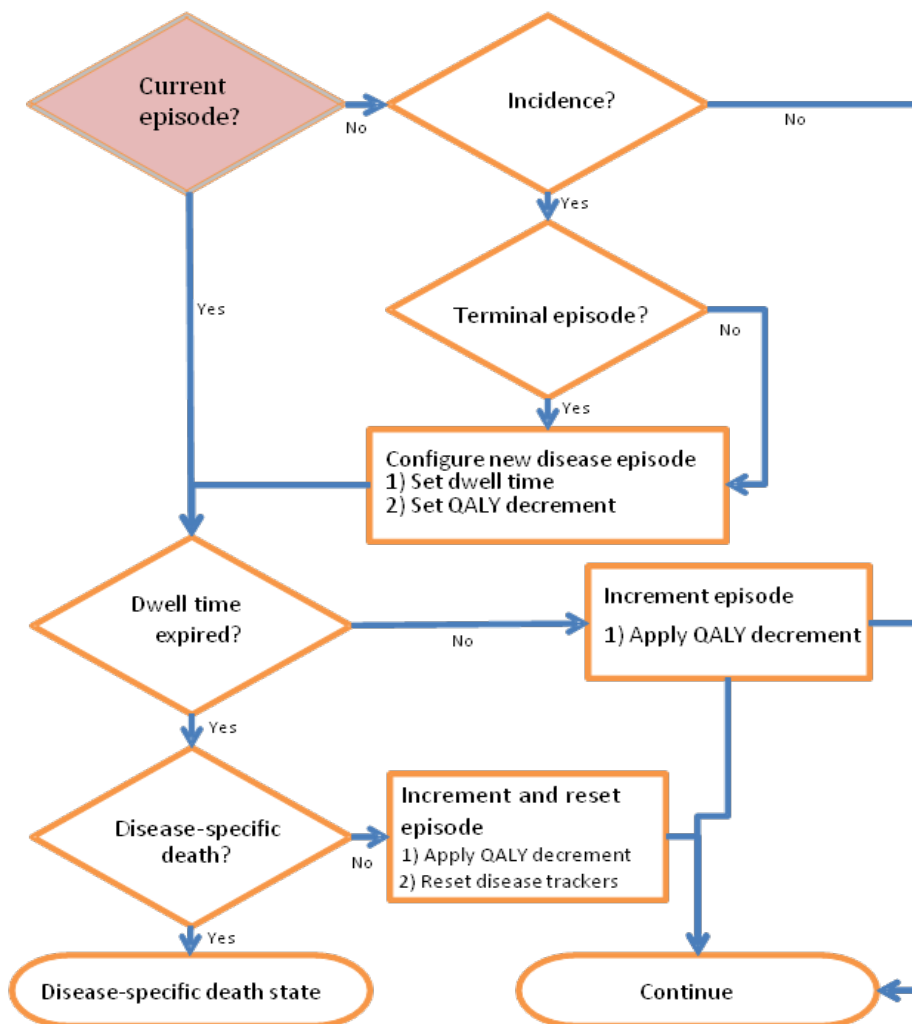 Current
episode?
No
Incidence?
No
Yes
Yes
Terminal episode?
No
Yes
Configure new disease episode
1) Set dwell time
2) Set QALY decrement
Dwell time
expired?
No
Increment episode
1) Apply QALY decrement
Yes
Disease-specific
death?
No
Increment and reset
episode
1) Apply QALY decrement
2) Reset disease trackers
Yes
Disease-specific death state
Continue